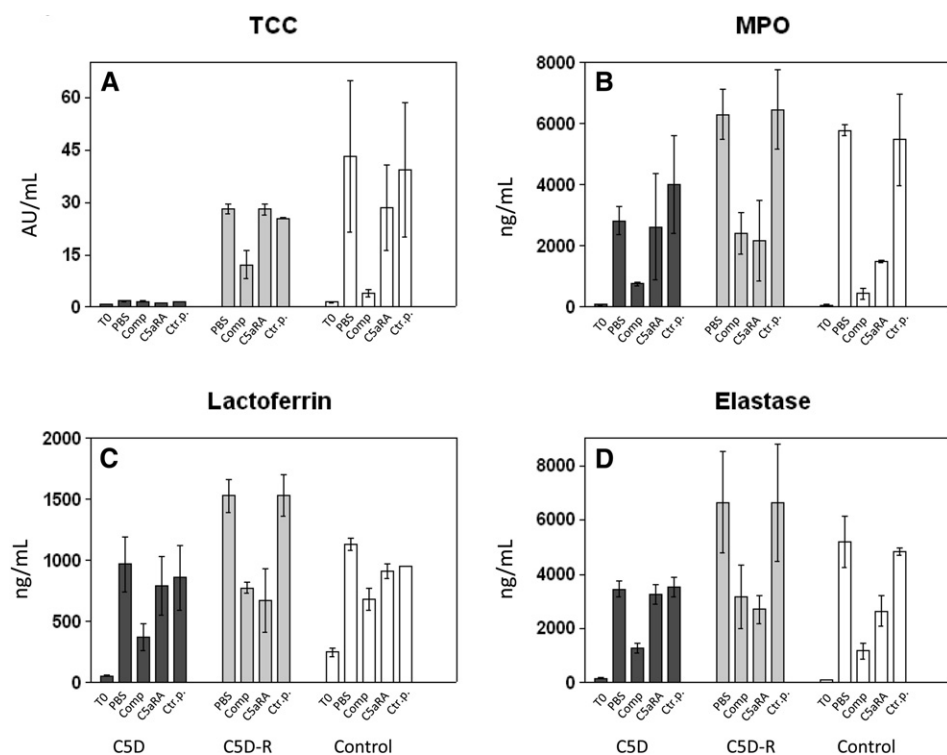 TCC
A
AU/mL
60
45
30
15
0
T0 PBS Comp C5aRA Ctr.p. PBS Comp C5aRA Ctr.p. T0 PBS Comp C5aRA Ctr.p.
MPO
B
ng/mL
8000
6000
4000
2000
0
T0 PBS Comp C5aRA Ctr.p. PBS Comp C5aRA Ctr.p. T0 PBS Comp C5aRA Ctr.p.
Lactoferrin
C
ng/mL
2000
1500
1000
500
0
T0 PBS Comp C5aRA Ctr.p. PBS Comp C5aRA Ctr.p. T0 PBS Comp C5aRA Ctr.p.
C5D C5D-R Control
Elastase
D
ng/mL
8000
6000
4000
2000
0
T0 PBS Comp C5aRA Ctr.p. PBS Comp C5aRA Ctr.p. T0 PBS Comp C5aRA Ctr.p.
C5D C5D-R Control